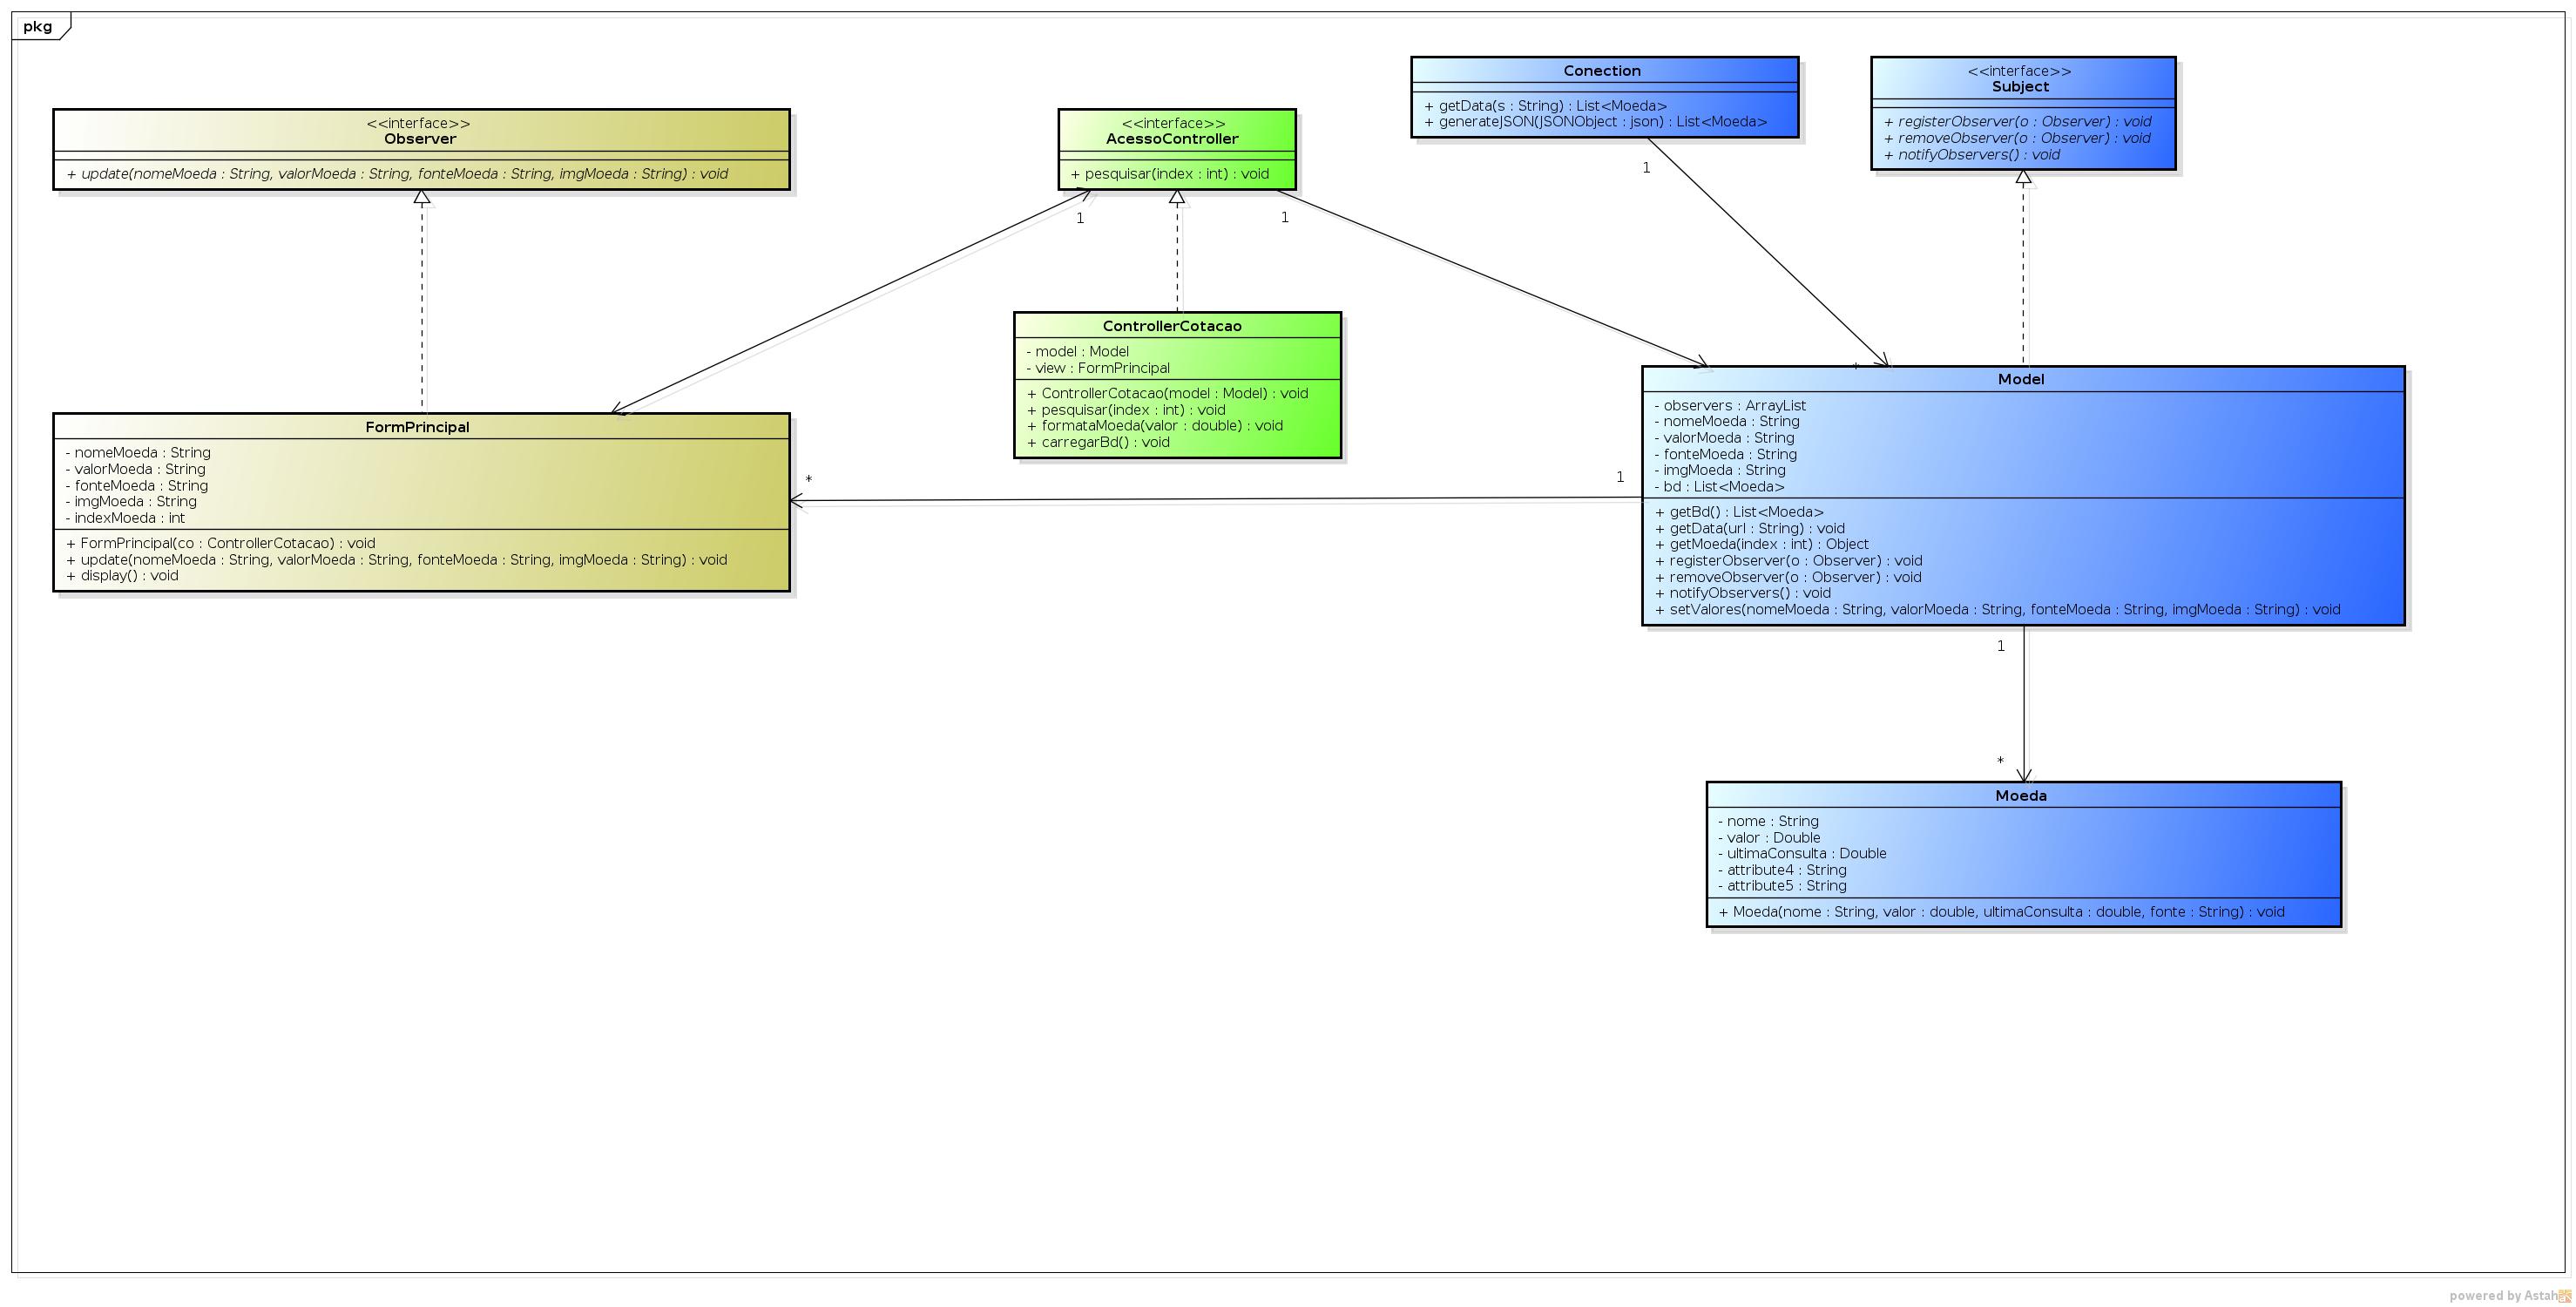 pkg
<<interface>>
Observer
+ update(nomeMoeda : String, valorMoeda : String, fonteMoeda : String, imgMoeda : String) : void
<<interface>>
AcessoController
+ pesquisar(index : int) : void
Conection
+ getData(s : String) : List<Moeda>
+ generateJSON(JSONObject : json) : List<Moeda>
<<interface>>
Subject
+ registerObserver(o : Observer) : void
+ removeObserver(o : Observer) : void
+ notifyObservers() : void
1
1
1
*
ControllerCotacao
- model : Model
- view : FormPrincipal
+ ControllerCotacao(model : Model) : void
+ pesquisar(index : int) : void
+ formataMoeda(valor : double) : void
+ carregarBd() : void
FormPrincipal
- nomeMoeda : String
- valorMoeda : String
- fonteMoeda : String
- imgMoeda : String
- indexMoeda : int
+ FormPrincipal(co : ControllerCotacao) : void
+ update(nomeMoeda : String, valorMoeda : String, fonteMoeda : String, imgMoeda : String) : void
+ display() : void
*
1
Model
- observers : ArrayList
- nomeMoeda : String
- valorMoeda : String
- fonteMoeda : String
- imgMoeda : String
- bd : List<Moeda>
+ getBd() : List<Moeda>
+ getData(url : String) : void
+ getMoeda(index : int) : Object
+ registerObserver(o : Observer) : void
+ removeObserver(o : Observer) : void
+ notifyObservers() : void
+ setValores(nomeMoeda : String, valorMoeda : String, fonteMoeda : String, imgMoeda : String) : void
1
*
Moeda
- nome : String
- valor : Double
- ultimaConsulta : Double
- attribute4 : String
- attribute5 : String
+ Moeda(nome : String, valor : double, ultimaConsulta : double, fonte : String) : void
powered by Astah